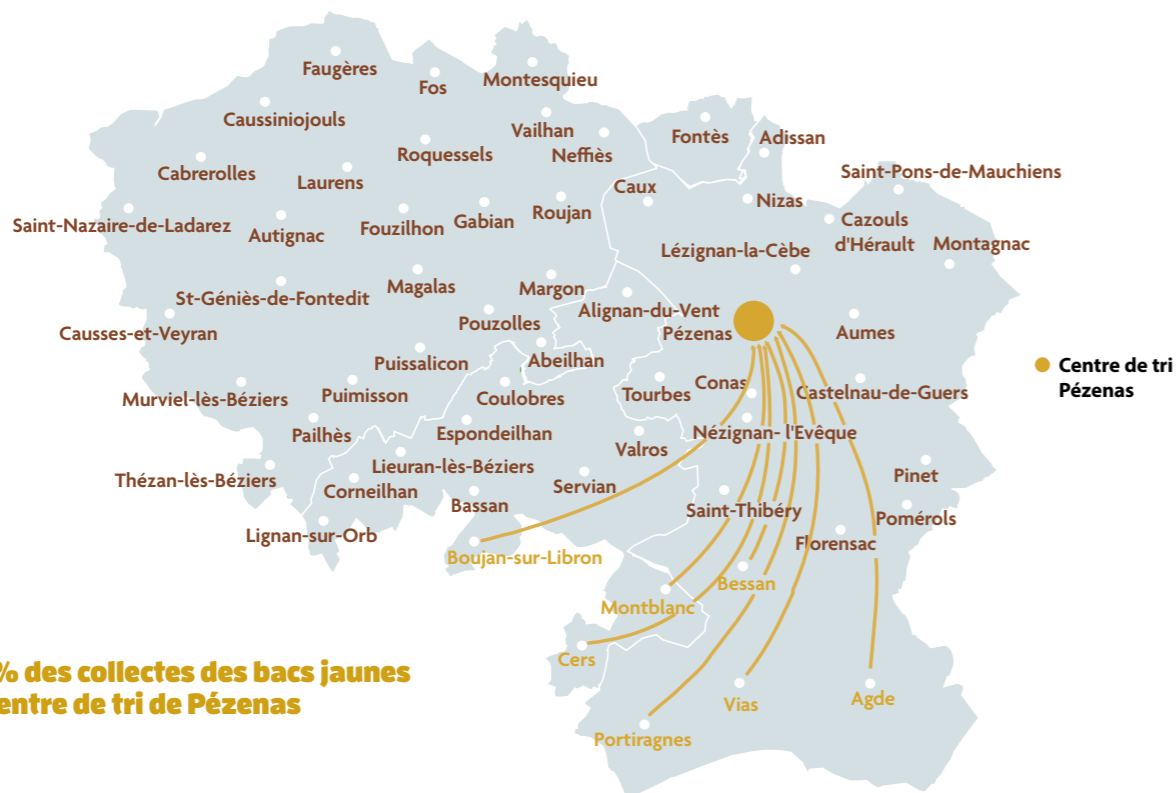 Faugères
Fos
Montesquieu
Caussiniojouls
Vailhan
Fontès
Adissan
Roquessels
Neffiès
Cabrerolles
Laurens
Saint-Pons-de-Mauchiens
Caux
Nizas
Saint-Nazaire-de-Ladarez
Autignac
Fouzilhon
Gabian
Roujan
Cazouls
d'Hérault
Montagnac
Lézignan-la-Cèbe
St-Géniès-de-Fontedit
Magalas
Margon
Alignan-du-Vent
Causses-et-Veyran
Pouzolles
Pézenas
Aumes
Puissalicon
Abeilhan
Centre de tri
Pézenas
Murviel-lès-Béziers
Puimisson
Coulobres
Tourbes
Conas
Castelnau-de-Guers
Pailhès
Espondeilhan
Valros
Nézignan- l'Evêque
Thézan-lès-Béziers
Lieuran-lès-Béziers
Corneilhan
Servian
Pinet
Bassan
Saint-Thibéry
Pomérols
Lignan-sur-Orb
Florensac
Boujan-sur-Libron
Bessan
Montblanc
Cers
% des collectes des bacs jaunes
entre de tri de Pézenas
Vias
Agde
Portiragnes